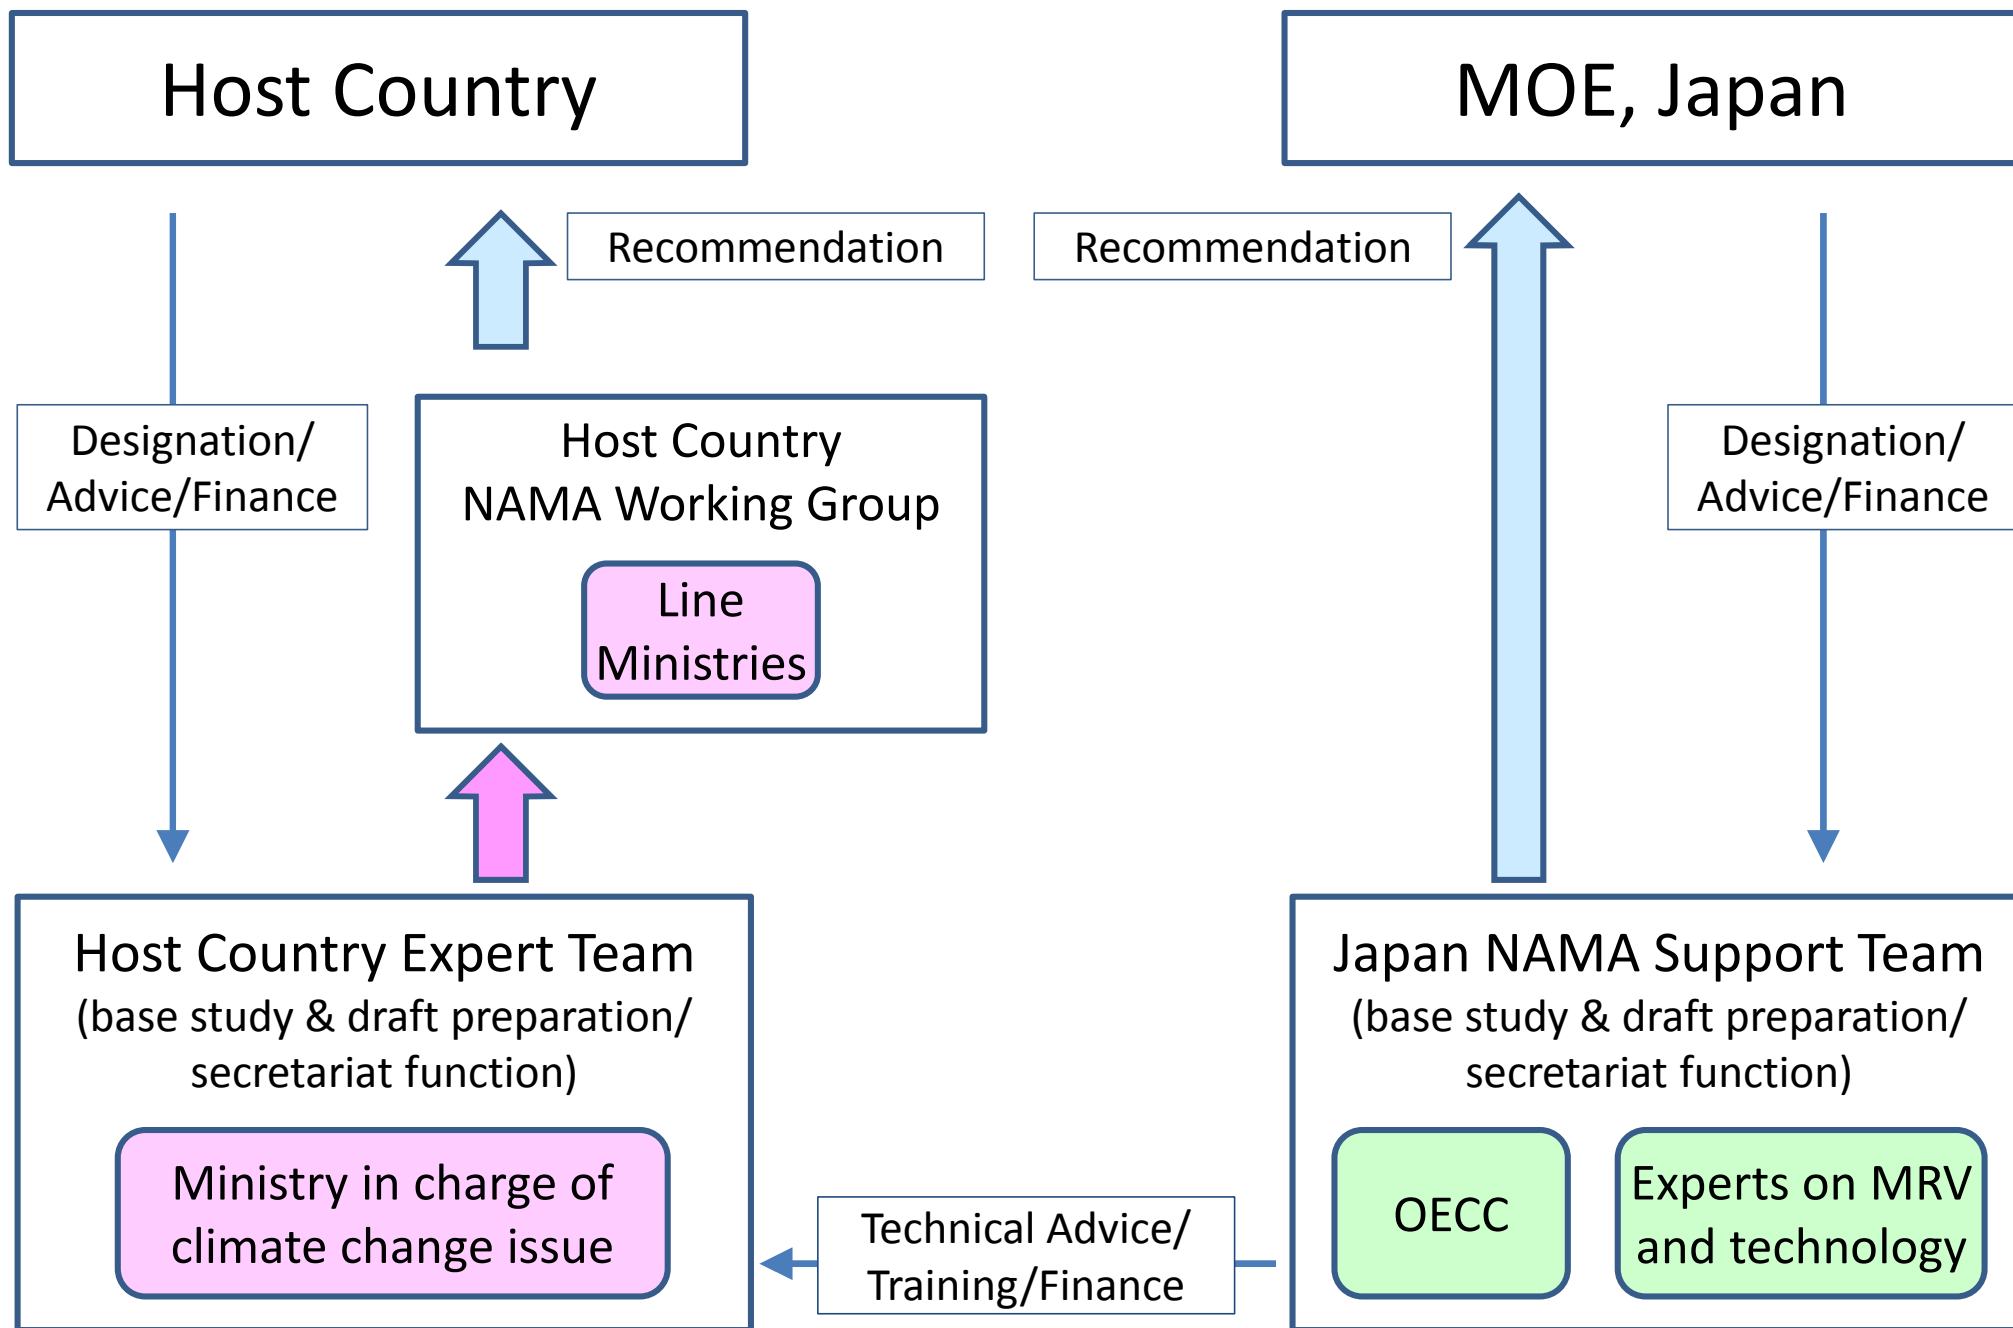 Host Country
MOE, Japan
Recommendation
Recommendation
Designation/
Advice/Finance
Host Country
NAMA Working Group
Line
Ministries
Designation/
Advice/Finance
Host Country Expert Team
(base study & draft preparation/
secretariat function)
Ministry in charge of
climate change issue
Technical Advice/
Training/Finance
Japan NAMA Support Team
(base study & draft preparation/
secretariat function)
OECC
Experts on MRV
and technology